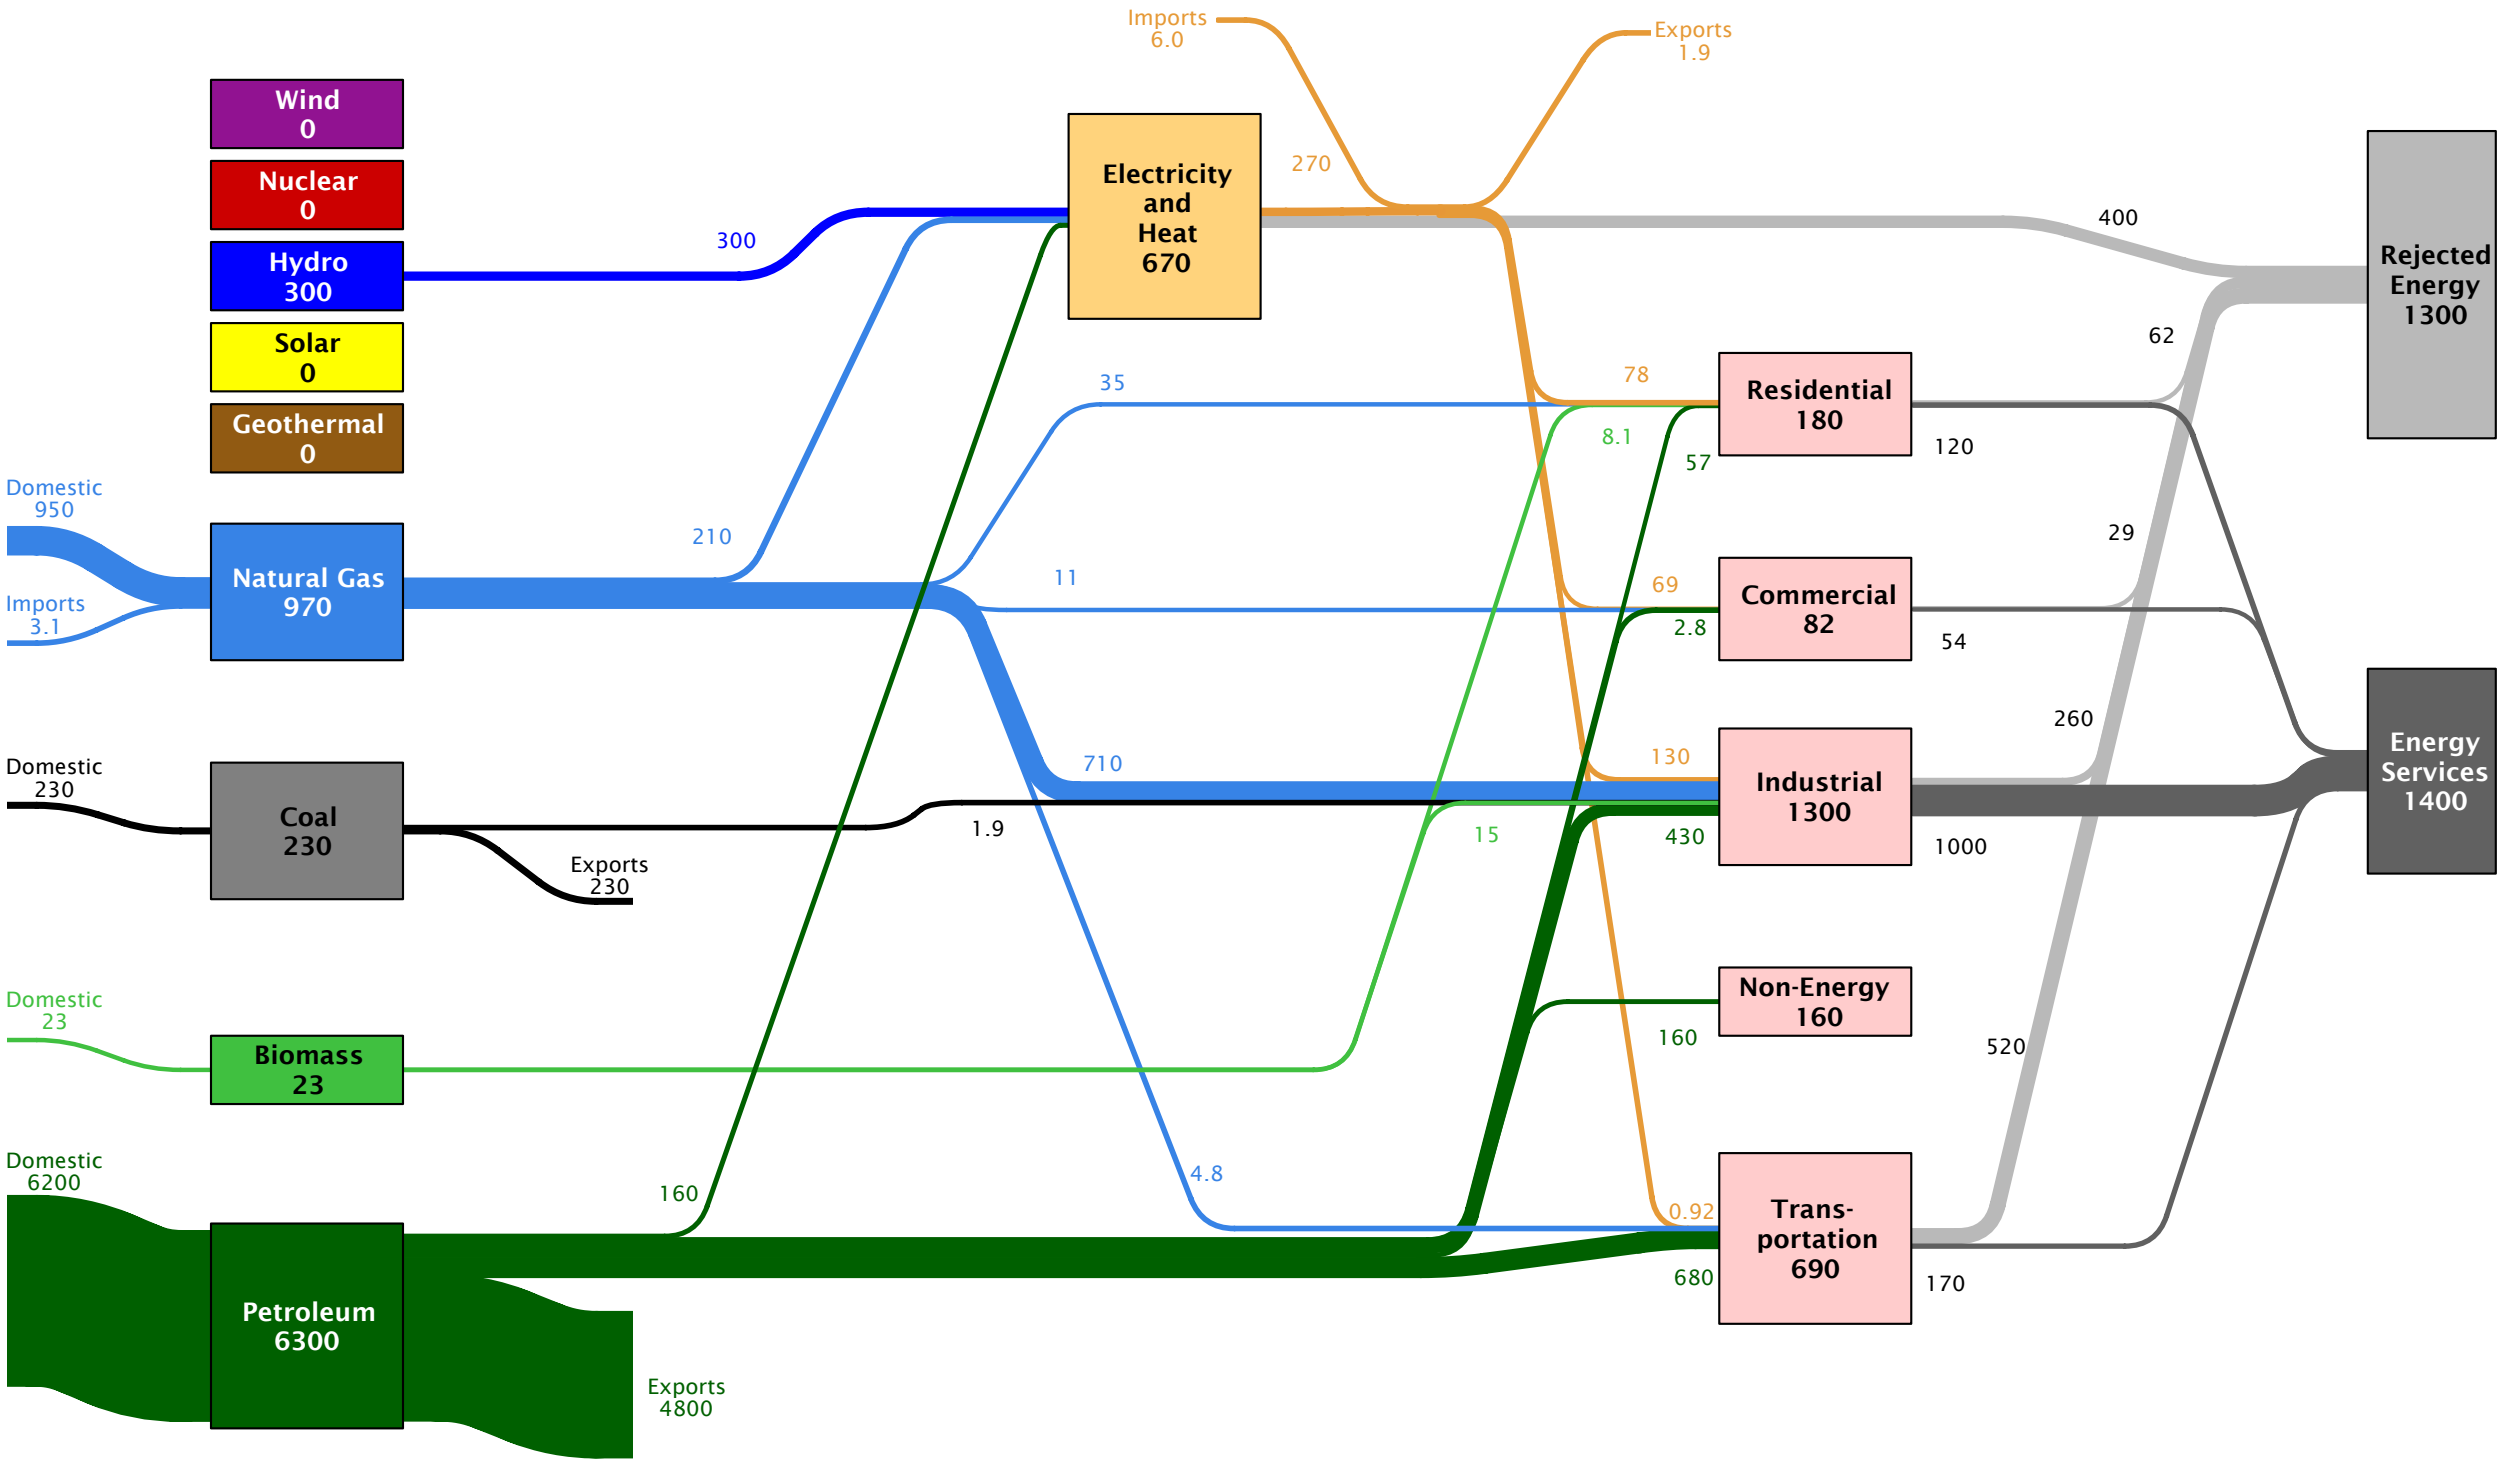 Imports
6.0
Exports
1.9
Wind
0
Nuclear
0
Hydro
300
Solar
0
Geothermal
0
300
Electricity
and
Heat
670
270
400
Rejected
Energy
1300
Domestic
950
Imports
3.1
Natural Gas
970
210
35
11
710
4.8
78
8.1
57
Residential
180
62
120
69
2.8
Commercial
82
29
54
Domestic
230
Coal
230
Exports
230
1.9
130
15
430
Industrial
1300
260
1000
Energy
Services
1400
Domestic
23
Biomass
23
160
Non-Energy
160
520
Domestic
6200
Petroleum
6300
160
Exports
4800
0.92
680
Trans-
portation
690
170